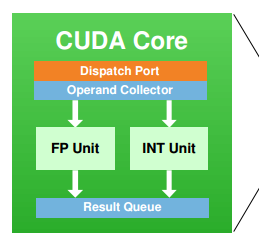 CUDA Core
Dispatch Port
Operand Collector
FP Unit
INT Unit
Result Queue